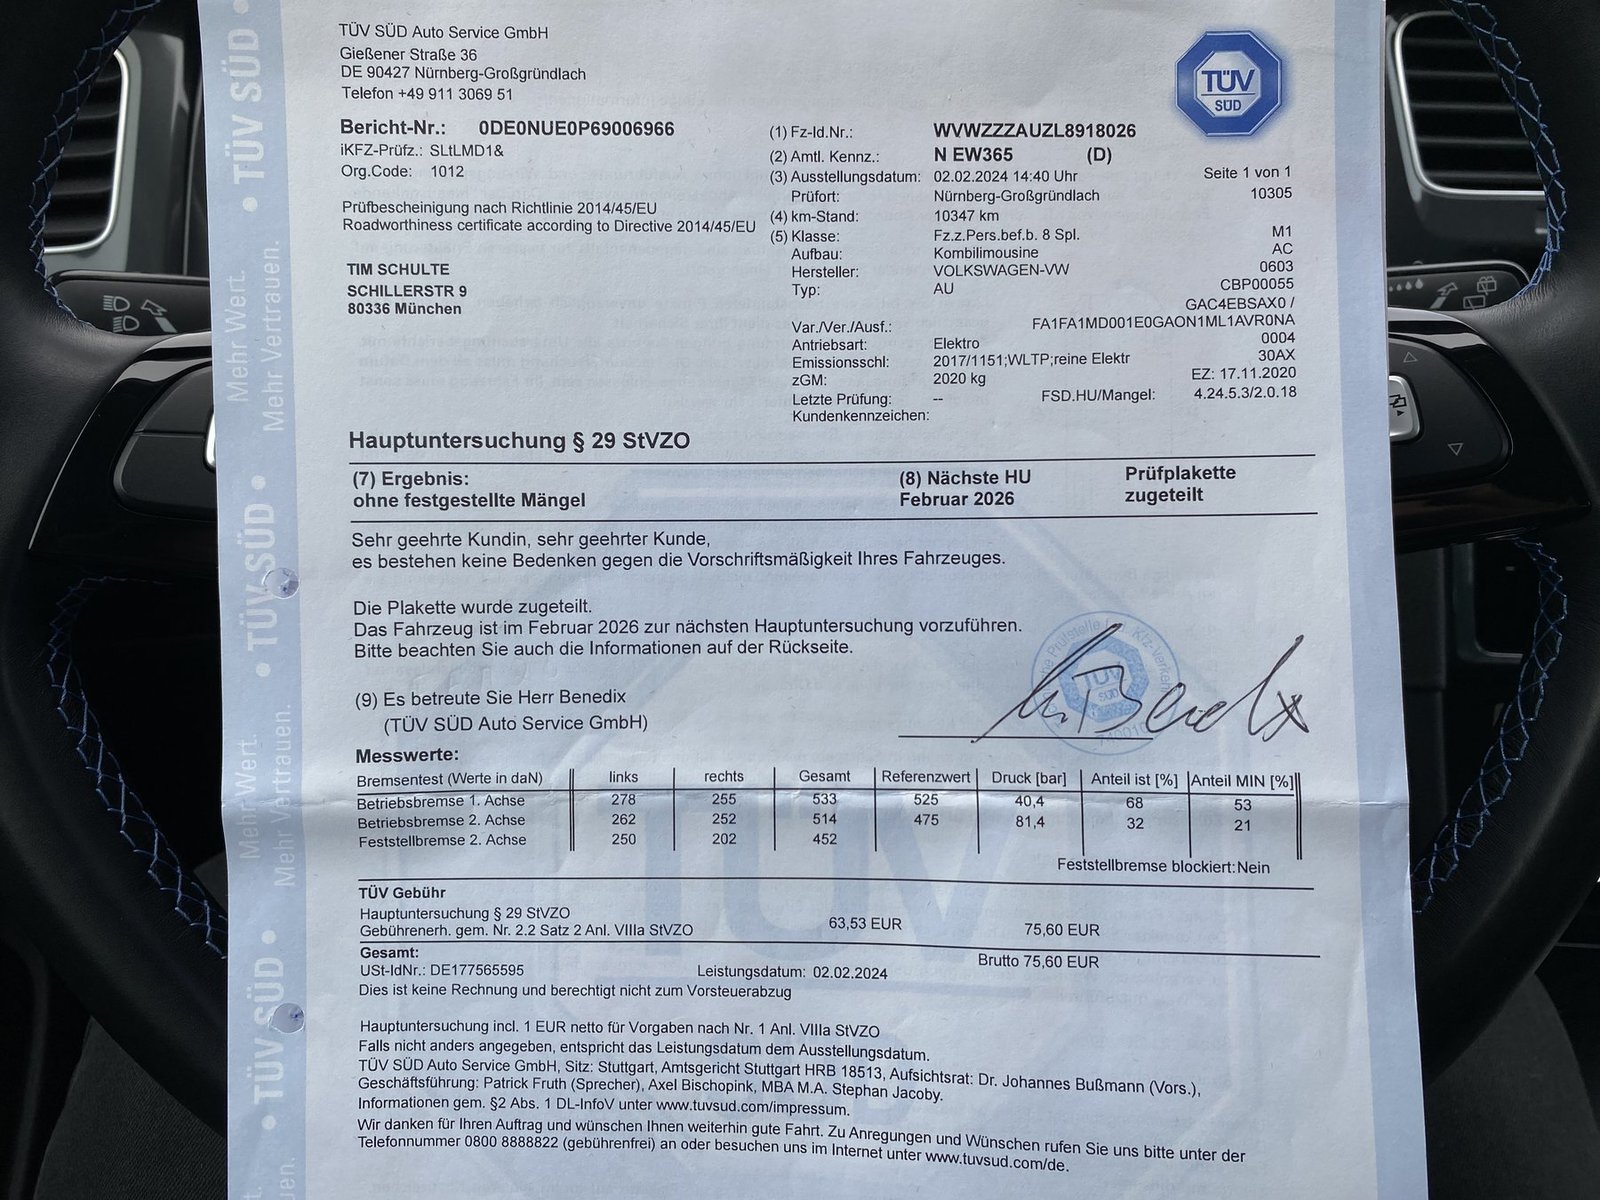 TÜV SÜD Auto Service GmbH
Gießener Straße 36
DE 90427 Nürnberg-Großgründlach
Telefon +49 911 3069 51
TÜV SÜD
Bericht-Nr.: 0DE0NUE0P69006966
iKFZ-Prüfz.: SLtLMD1&
Org.Code: 1012
Prüfbescheinigung nach Richtlinie 2014/45/EU
Roadworthiness certificate according to Directive 2014/45/EU
TIM SCHULTE
SCHILLERSTR 9
80336 München
(1) Fz-Id.Nr.: WVWZZZAUZL8918026
(2) Amtl. Kennz.: N EW365 (D)
(3) Ausstellungsdatum: 02.02.2024 14:40 Uhr Seite 1 von 1
Prüfort: Nürnberg-Großgründlach 10305
(4) km-Stand: 10347 km
(5) Klasse: Fz.z.Pers.bef.b. 8 Spl. M1
Aufbau: Kombilimousine AC
Hersteller: VOLKSWAGEN-VW 0603
Typ: AU CBP00055
GAC4EBSAX0 /
Var./Ver./Ausf.: FA1FA1MD001E0GAON1ML1AVR0NA
Antriebsart: Elektro 0004
Emissionsschl: 2017/1151;WLTP;reine Elektr 30AX
zGM: 2020 kg EZ: 17.11.2020
Letzte Prüfung: -- FSD.HU/Mangel: 4.24.5.3/2.0.18
Kundenkennzeichen:
Hauptuntersuchung § 29 StVZO
(7) Ergebnis: (8) Nächste HU Prüfplakette
ohne festgestellte Mängel Februar 2026 zugeteilt
Sehr geehrte Kundin, sehr geehrter Kunde,
es bestehen keine Bedenken gegen die Vorschriftsmäßigkeit Ihres Fahrzeuges.
Die Plakette wurde zugeteilt.
Das Fahrzeug ist im Februar 2026 zur nächsten Hauptuntersuchung vorzuführen.
Bitte beachten Sie auch die Informationen auf der Rückseite.
(9) Es betreute Sie Herr Benedix
(TÜV SÜD Auto Service GmbH)
TÜV SÜD
Messwerte:
Bremsentest (Werte in daN) links rechts Gesamt Referenzwert Druck [bar] Anteil ist [%] Anteil MIN [%]
Betriebsbremse 1. Achse 278 255 533 525 40,4 68 53
Betriebsbremse 2. Achse 262 252 514 475 81,4 32 21
Feststellbremse 2. Achse 250 202 452
Feststellbremse blockiert:Nein
TÜV Gebühr
Hauptuntersuchung § 29 StVZO
Gebührenerh. gem. Nr. 2.2 Satz 2 Anl. VIIIa StVZO 63,53 EUR 75,60 EUR
Gesamt: Brutto 75,60 EUR
USt-IdNr.: DE177565595 Leistungsdatum: 02.02.2024
Dies ist keine Rechnung und berechtigt nicht zum Vorsteuerabzug
Hauptuntersuchung incl. 1 EUR netto für Vorgaben nach Nr. 1 Anl. VIIIa StVZO
Falls nicht anders angegeben, entspricht das Leistungsdatum dem Ausstellungsdatum.
TÜV SÜD Auto Service GmbH, Sitz: Stuttgart, Amtsgericht Stuttgart HRB 18513, Aufsichtsrat: Dr. Johannes Bußmann (Vors.),
Geschäftsführung: Patrick Fruth (Sprecher), Axel Bischopink, MBA M.A. Stephan Jacoby.
Informationen gem. §2 Abs. 1 DL-InfoV unter www.tuvsud.com/impressum.
Wir danken für Ihren Auftrag und wünschen Ihnen weiterhin gute Fahrt. Zu Anregungen und Wünschen rufen Sie uns bitte unter der
Telefonnummer 0800 8888822 (gebührenfrei) an oder besuchen uns im Internet unter www.tuvsud.com/de.
TÜV SÜD • TÜV SÜD • TÜV SÜD •
Mehr Wert.
Mehr Vertrauen.
Mehr Wert.
Mehr Vertrauen.